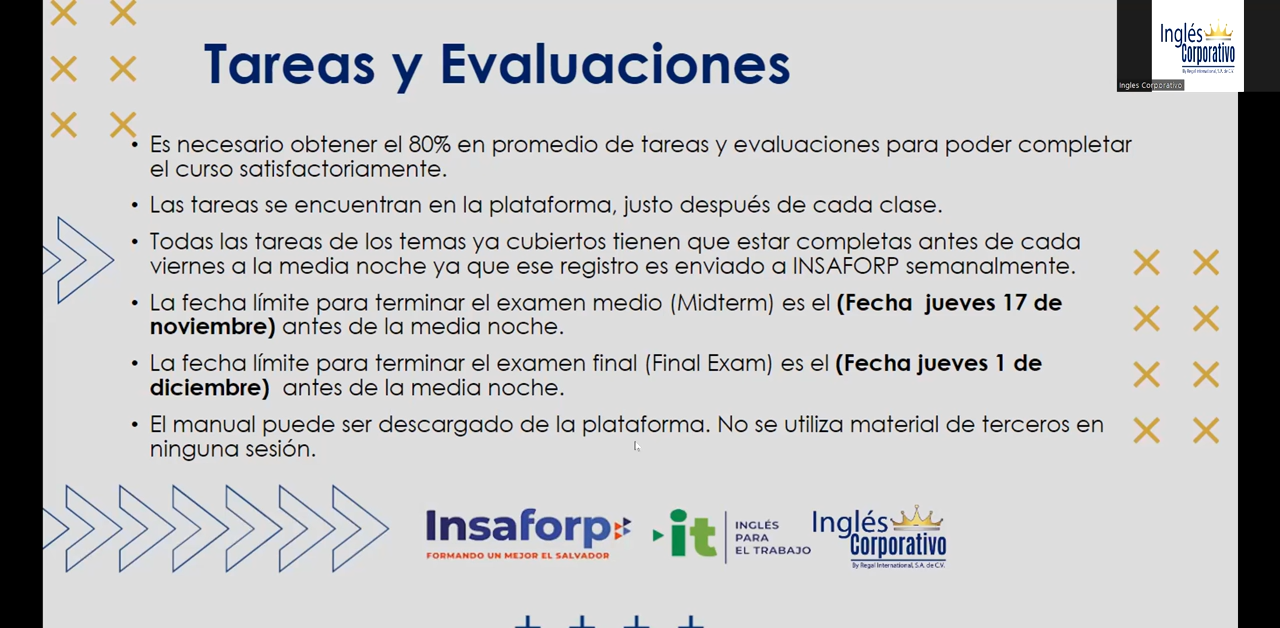 Tareas y Evaluaciones
Inglés
Corporativo
By Regal International, S.A. de C.V.
Ingles Corporativo
• Es necesario obtener el 80% en promedio de tareas y evaluaciones para poder completar
el curso satisfactoriamente.
• Las tareas se encuentran en la plataforma, justo después de cada clase.
• Todas las tareas de los temas ya cubiertos tienen que estar completas antes de cada
viernes a la media noche ya que ese registro es enviado a INSAFORP semanalmente.
• La fecha límite para terminar el examen medio (Midterm) es el (Fecha jueves 17 de
noviembre) antes de la media noche.
• La fecha límite para terminar el examen final (Final Exam) es el (Fecha jueves 1 de
diciembre) antes de la media noche.
• El manual puede ser descargado de la plataforma. No se utiliza material de terceros en
ninguna sesión.
Insaforp
FORMANDO UN MEJOR EL SALVADOR
it
INGLÉS
PARA
EL TRABAJO
Inglés
Corporativo
By Regal International, S.A. de C.V.